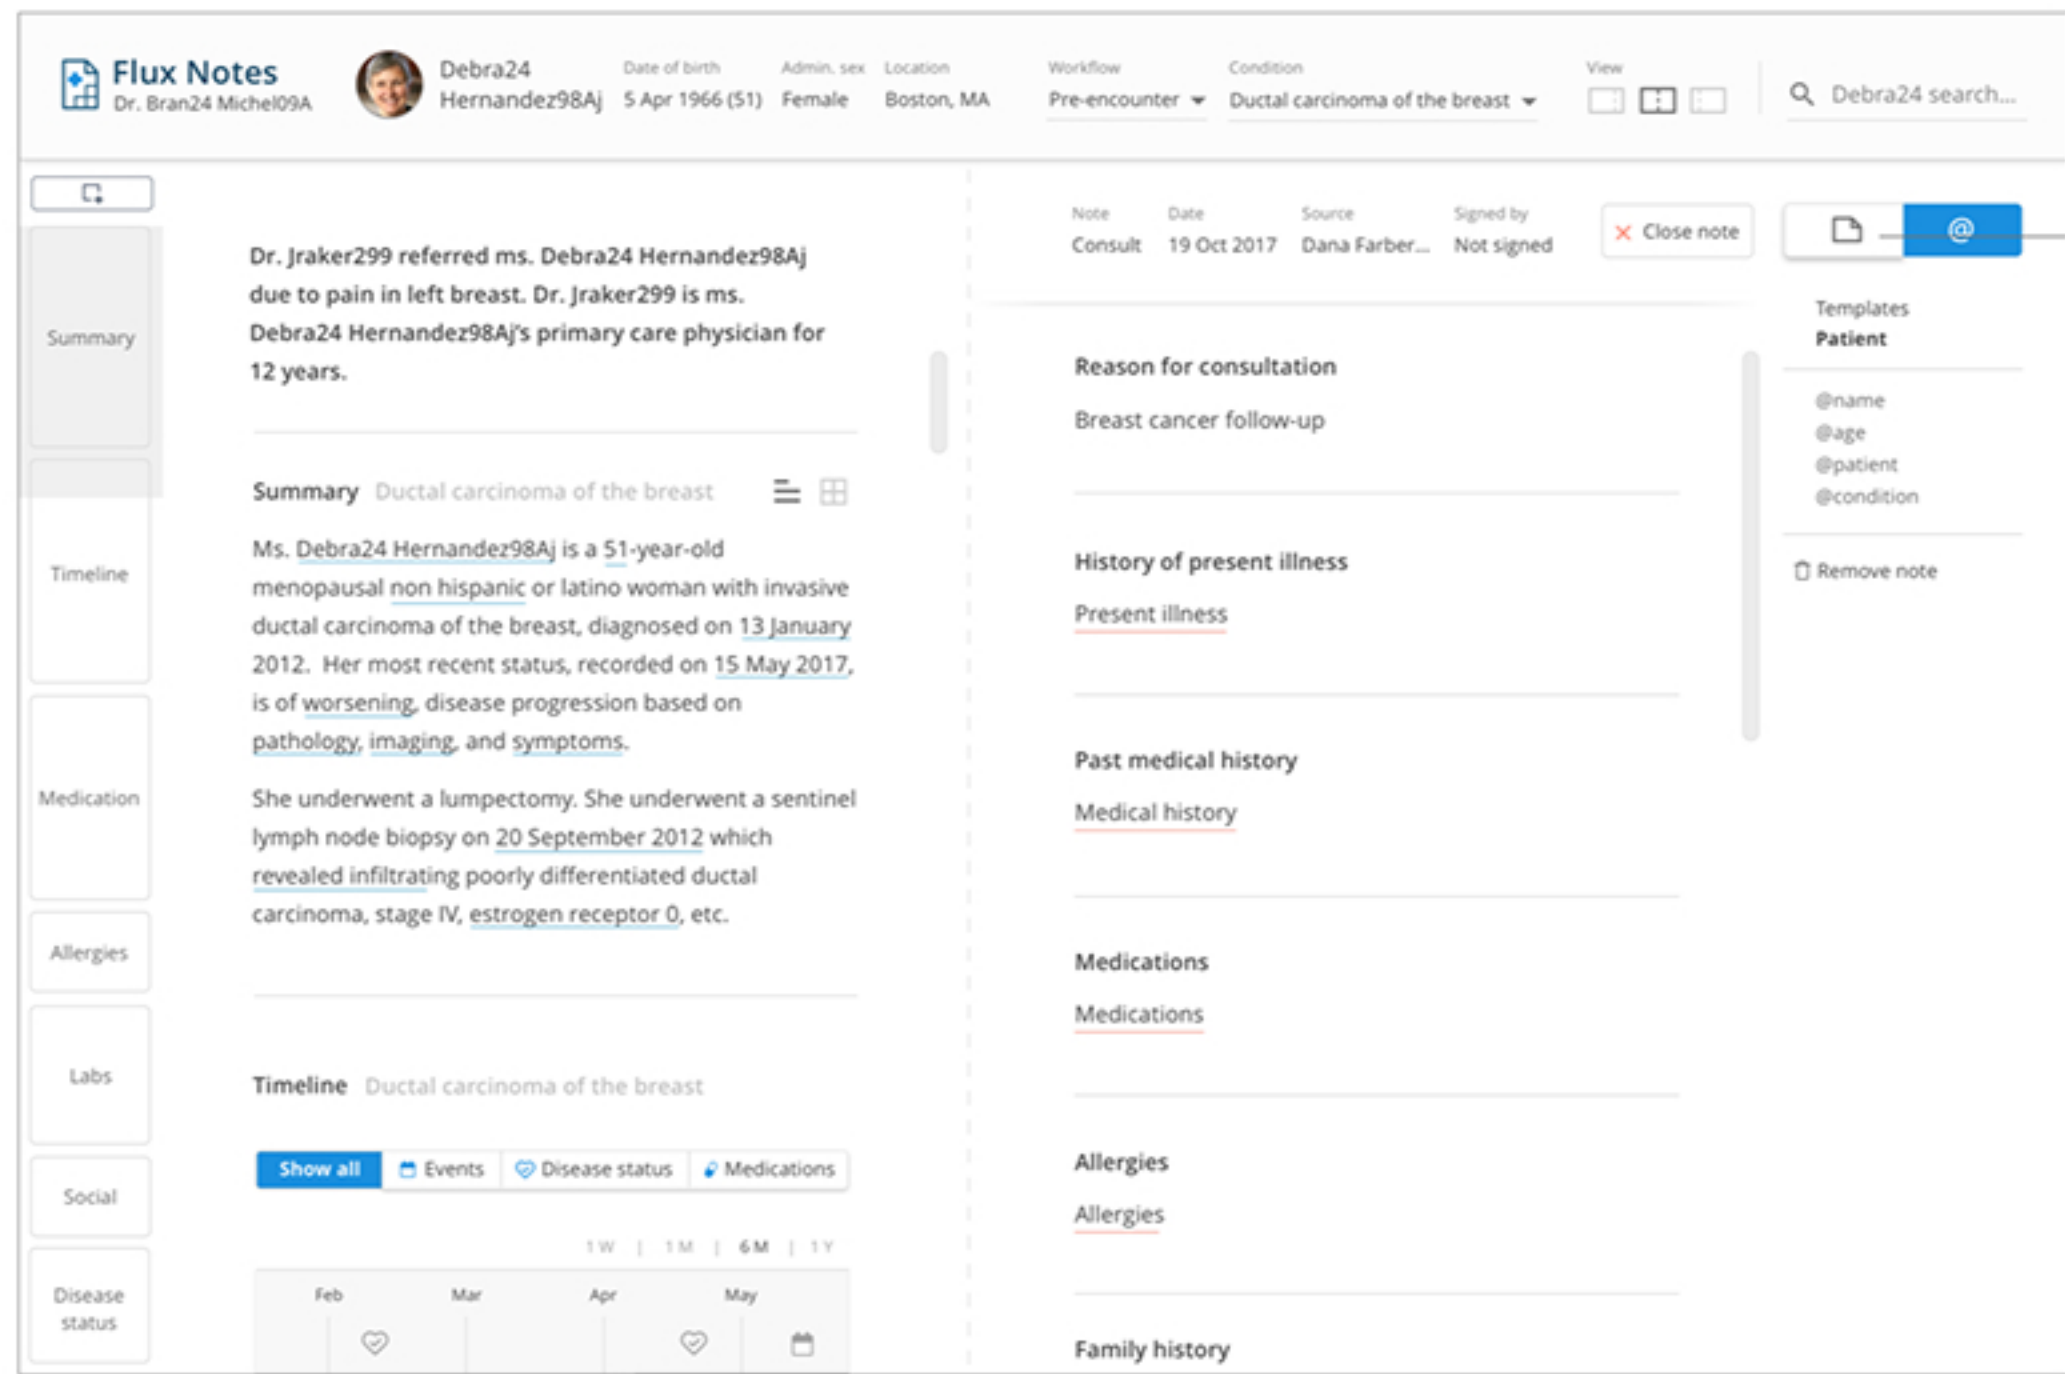 Flux Notes
Dr. Bran24 Michel09A
Debra24
Hernandez98Aj
Date of birth
5 Apr 1966 (51)
Admin. sex
Female
Location
Boston, MA
Workflow
Pre-encounter
Condition
Ductal carcinoma of the breast
View
Debra24 search...
Summary
Timeline
Medication
Allergies
Labs
Social
Disease
status
Dr. Jraker299 referred ms. Debra24 Hernandez98Aj
due to pain in left breast. Dr. Jraker299 is ms.
Debra24 Hernandez98Aj's primary care physician for
12 years.
Summary Ductal carcinoma of the breast
Ms. Debra24 Hernandez98Aj is a 51-year-old
menopausal non hispanic or latino woman with invasive
ductal carcinoma of the breast, diagnosed on 13 January
2012. Her most recent status, recorded on 15 May 2017,
is of worsening, disease progression based on
pathology, imaging, and symptoms.
She underwent a lumpectomy. She underwent a sentinel
lymph node biopsy on 20 September 2012 which
revealed infiltrating poorly differentiated ductal
carcinoma, stage IV, estrogen receptor 0, etc.
Timeline Ductal carcinoma of the breast
Show all Events Disease status Medications
1 W | 1 M | 6 M | 1 Y
Feb Mar Apr May
Note
Consult
Date
19 Oct 2017
Source
Dana Farber...
Signed by
Not signed
Close note
@
Reason for consultation
Breast cancer follow-up
History of present illness
Present illness
Past medical history
Medical history
Medications
Medications
Allergies
Allergies
Family history
Templates
Patient
@name
@age
@patient
@condition
Remove note